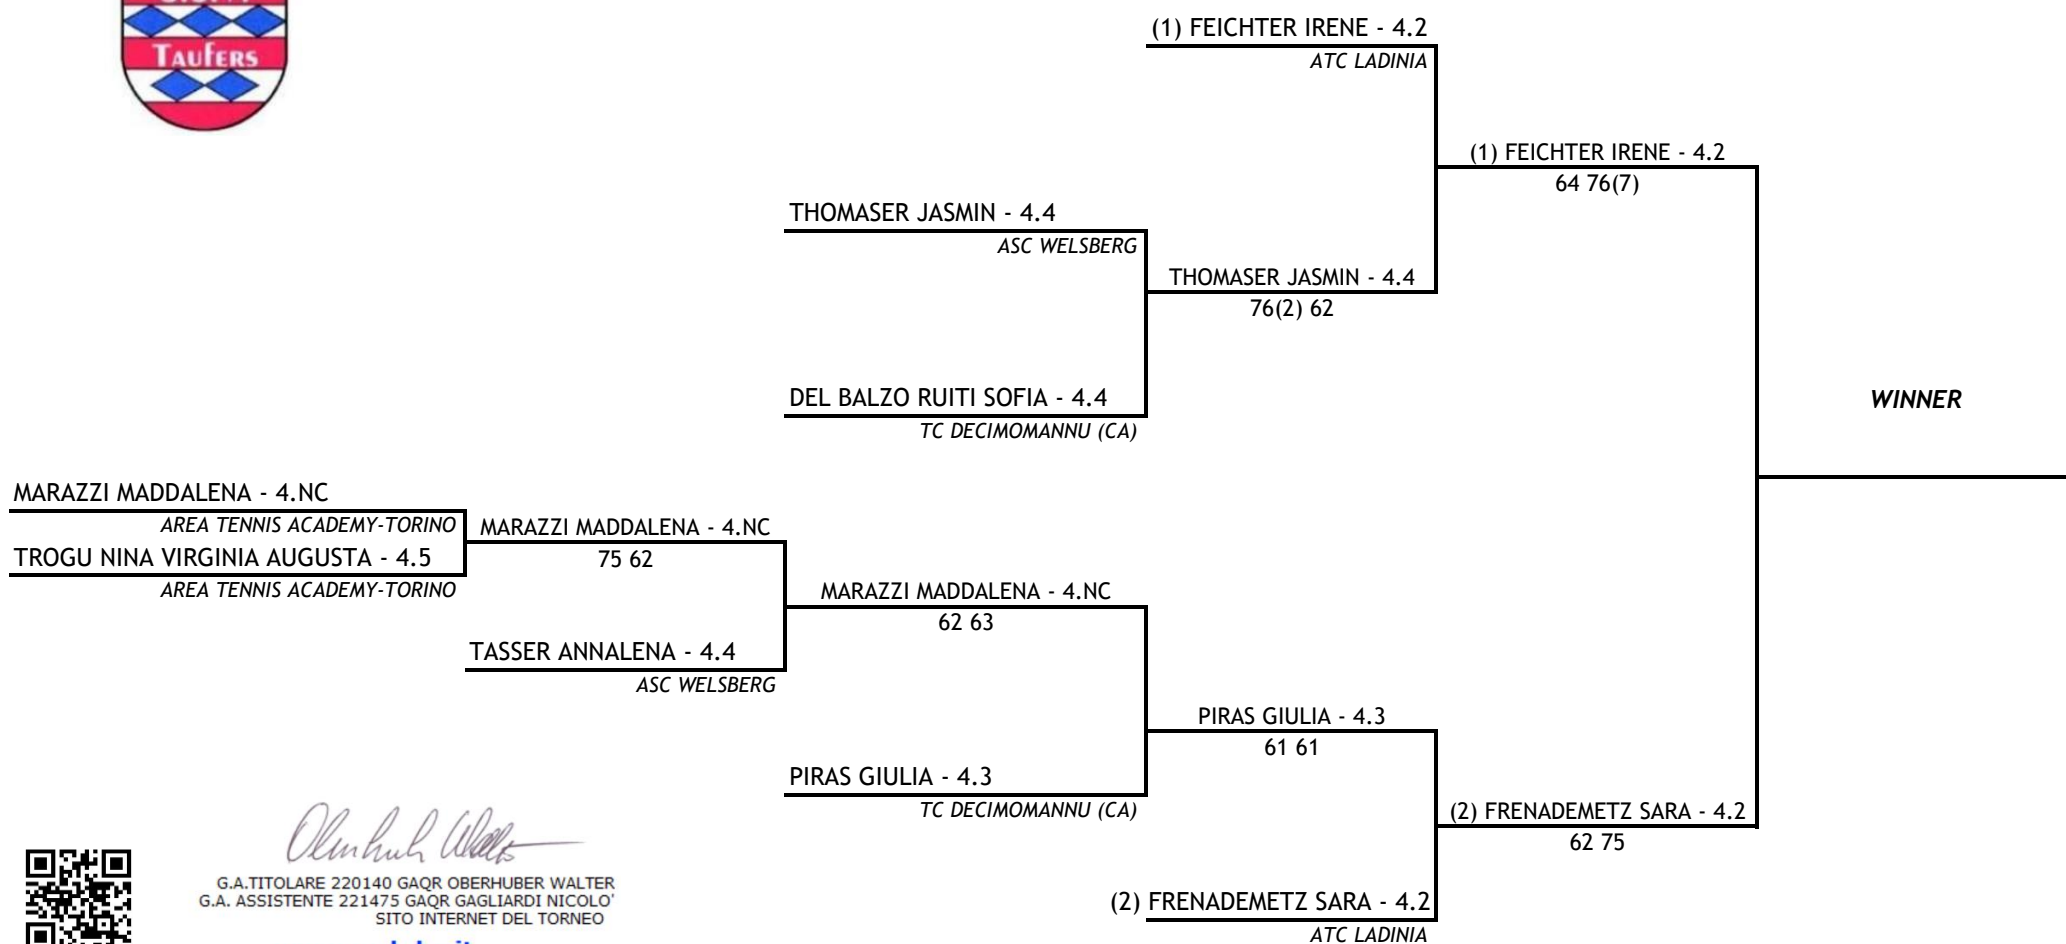 TAUFERS
(1) FEICHTER IRENE - 4.2
ATC LADINIA
(1) FEICHTER IRENE - 4.2
64 76(7)
THOMASER JASMIN - 4.4
ASC WELSBERG
THOMASER JASMIN - 4.4
76(2) 62
DEL BALZO RUITI SOFIA - 4.4
TC DECIMOMANNU (CA)
WINNER
MARAZZI MADDALENA - 4.NC
AREA TENNIS ACADEMY-TORINO
TROGU NINA VIRGINIA AUGUSTA - 4.5
AREA TENNIS ACADEMY-TORINO
MARAZZI MADDALENA - 4.NC
75 62
MARAZZI MADDALENA - 4.NC
62 63
TASSER ANNALENA - 4.4
ASC WELSBERG
PIRAS GIULIA - 4.3
61 61
PIRAS GIULIA - 4.3
TC DECIMOMANNU (CA)
(2) FRENADEMETZ SARA - 4.2
62 75
(2) FRENADEMETZ SARA - 4.2
ATC LADINIA
G.A.TITOLARE 220140 GAQR OBERHUBER WALTER
G.A. ASSISTENTE 221475 GAQR GAGLIARDI NICOLO'
SITO INTERNET DEL TORNEO